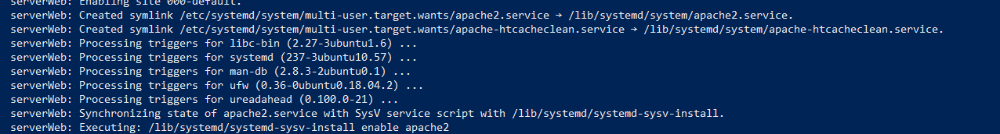 serverWeb: Enabling site 000-default.
serverWeb: Created symlink /etc/systemd/system/multi-user.target.wants/apache2.service → /lib/systemd/system/apache2.service.
serverWeb: Created symlink /etc/systemd/system/multi-user.target.wants/apache-htcacheclean.service → /lib/systemd/system/apache-htcacheclean.service.
serverWeb: Processing triggers for libc-bin (2.27-3ubuntu1.6) ...
serverWeb: Processing triggers for systemd (237-3ubuntu10.57) ...
serverWeb: Processing triggers for man-db (2.8.3-2ubuntu0.1) ...
serverWeb: Processing triggers for ufw (0.36-0ubuntu0.18.04.2) ...
serverWeb: Processing triggers for ureadahead (0.100.0-21) ...
serverWeb: Synchronizing state of apache2.service with SysV service script with /lib/systemd/systemd-sysv-install.
serverWeb: Executing: /lib/systemd/systemd-sysv-install enable apache2